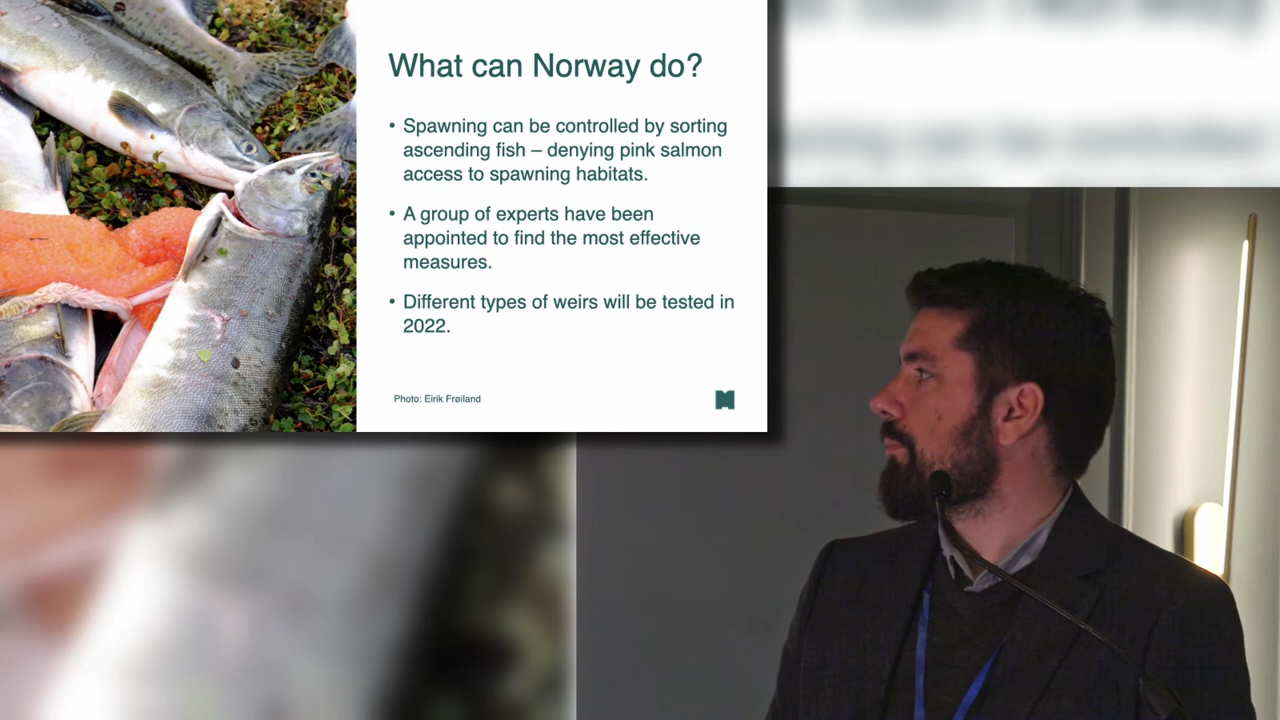 What can Norway do?
• Spawning can be controlled by sorting
ascending fish – denying pink salmon
access to spawning habitats.
• A group of experts have been
appointed to find the most effective
measures.
• Different types of weirs will be tested in
2022.
Photo: Eirik Frøiland